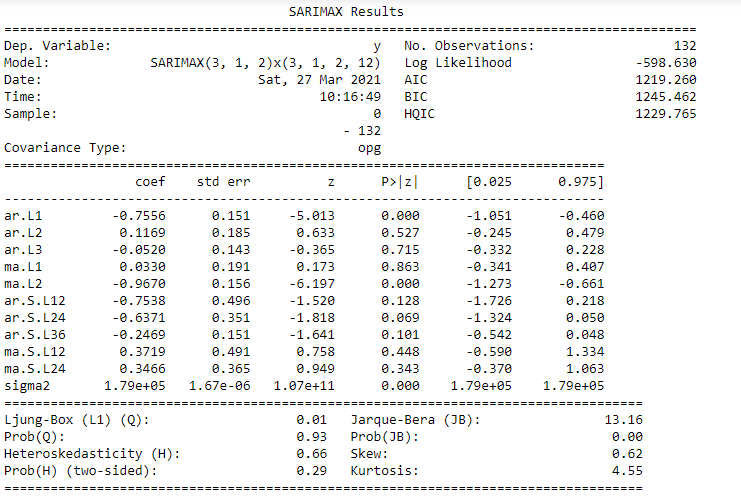 SARIMAX Results
==========================================================================================
Dep. Variable: y No. Observations: 132
Model: SARIMAX(3, 1, 2)x(3, 1, 2, 12) Log Likelihood -598.630
Date: Sat, 27 Mar 2021 AIC 1219.260
Time: 10:16:49 BIC 1245.462
Sample: 0 HQIC 1229.765
- 132
Covariance Type: opg
==============================================================================
coef std err z P>|z| [0.025 0.975]
------------------------------------------------------------------------------
ar.L1 -0.7556 0.151 -5.013 0.000 -1.051 -0.460
ar.L2 0.1169 0.185 0.633 0.527 -0.245 0.479
ar.L3 -0.0520 0.143 -0.365 0.715 -0.332 0.228
ma.L1 0.0330 0.191 0.173 0.863 -0.341 0.407
ma.L2 -0.9670 0.156 -6.197 0.000 -1.273 -0.661
ar.S.L12 -0.7538 0.496 -1.520 0.128 -1.726 0.218
ar.S.L24 -0.6371 0.351 -1.818 0.069 -1.324 0.050
ar.S.L36 -0.2469 0.151 -1.641 0.101 -0.542 0.048
ma.S.L12 0.3719 0.491 0.758 0.448 -0.590 1.334
ma.S.L24 0.3466 0.365 0.949 0.343 -0.370 1.063
sigma2 1.79e+05 1.67e-06 1.07e+11 0.000 1.79e+05 1.79e+05
===================================================================================
Ljung-Box (L1) (Q): 0.01 Jarque-Bera (JB): 13.16
Prob(Q): 0.93 Prob(JB): 0.00
Heteroskedasticity (H): 0.66 Skew: 0.62
Prob(H) (two-sided): 0.29 Kurtosis: 4.55
===================================================================================